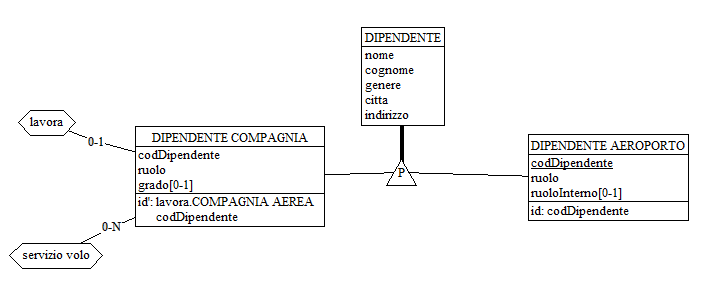 DIPENDENTE
nome
cognome
genere
citta
indirizzo
lavora
0-1
DIPENDENTE COMPAGNIA
codDipendente
ruolo
grado[0-1]
id': lavora.COMPAGNIA AEREA
codDipendente
0-N
servizio volo
P
DIPENDENTE AEROPORTO
codDipendente
ruolo
ruoloInterno[0-1]
id: codDipendente